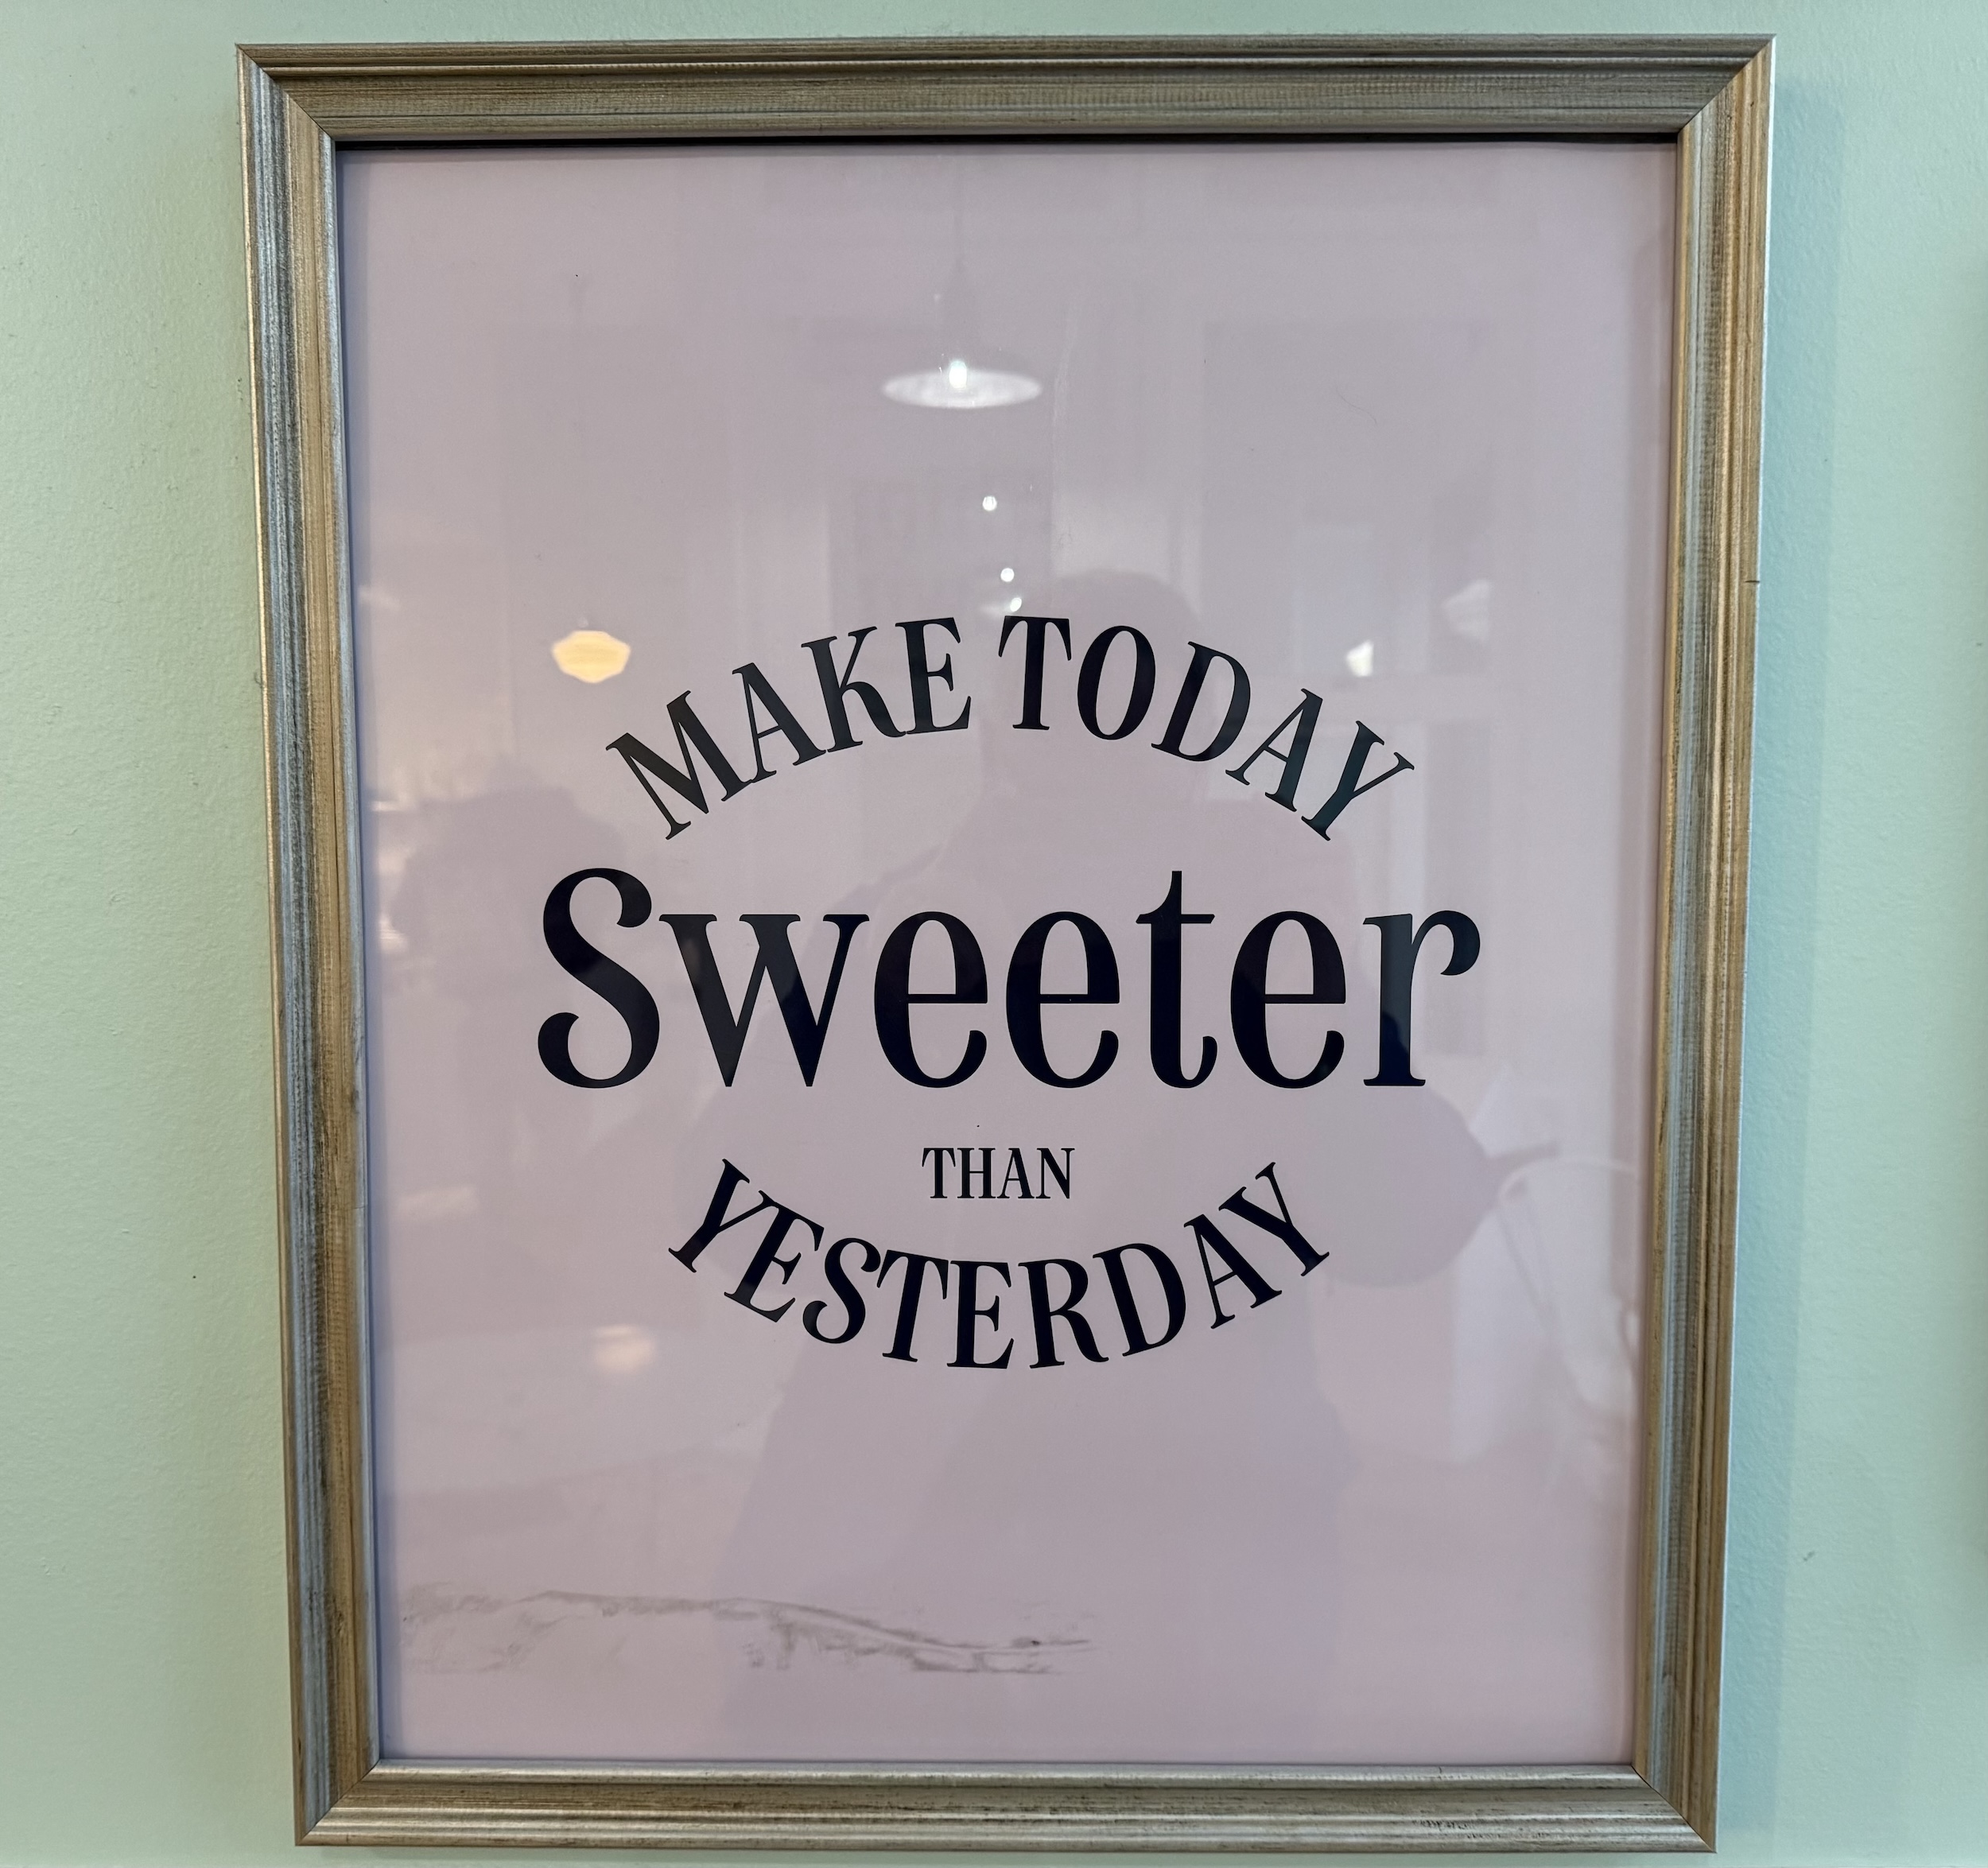 MAKE TODAY
Sweeter
THAN
YESTERDAY